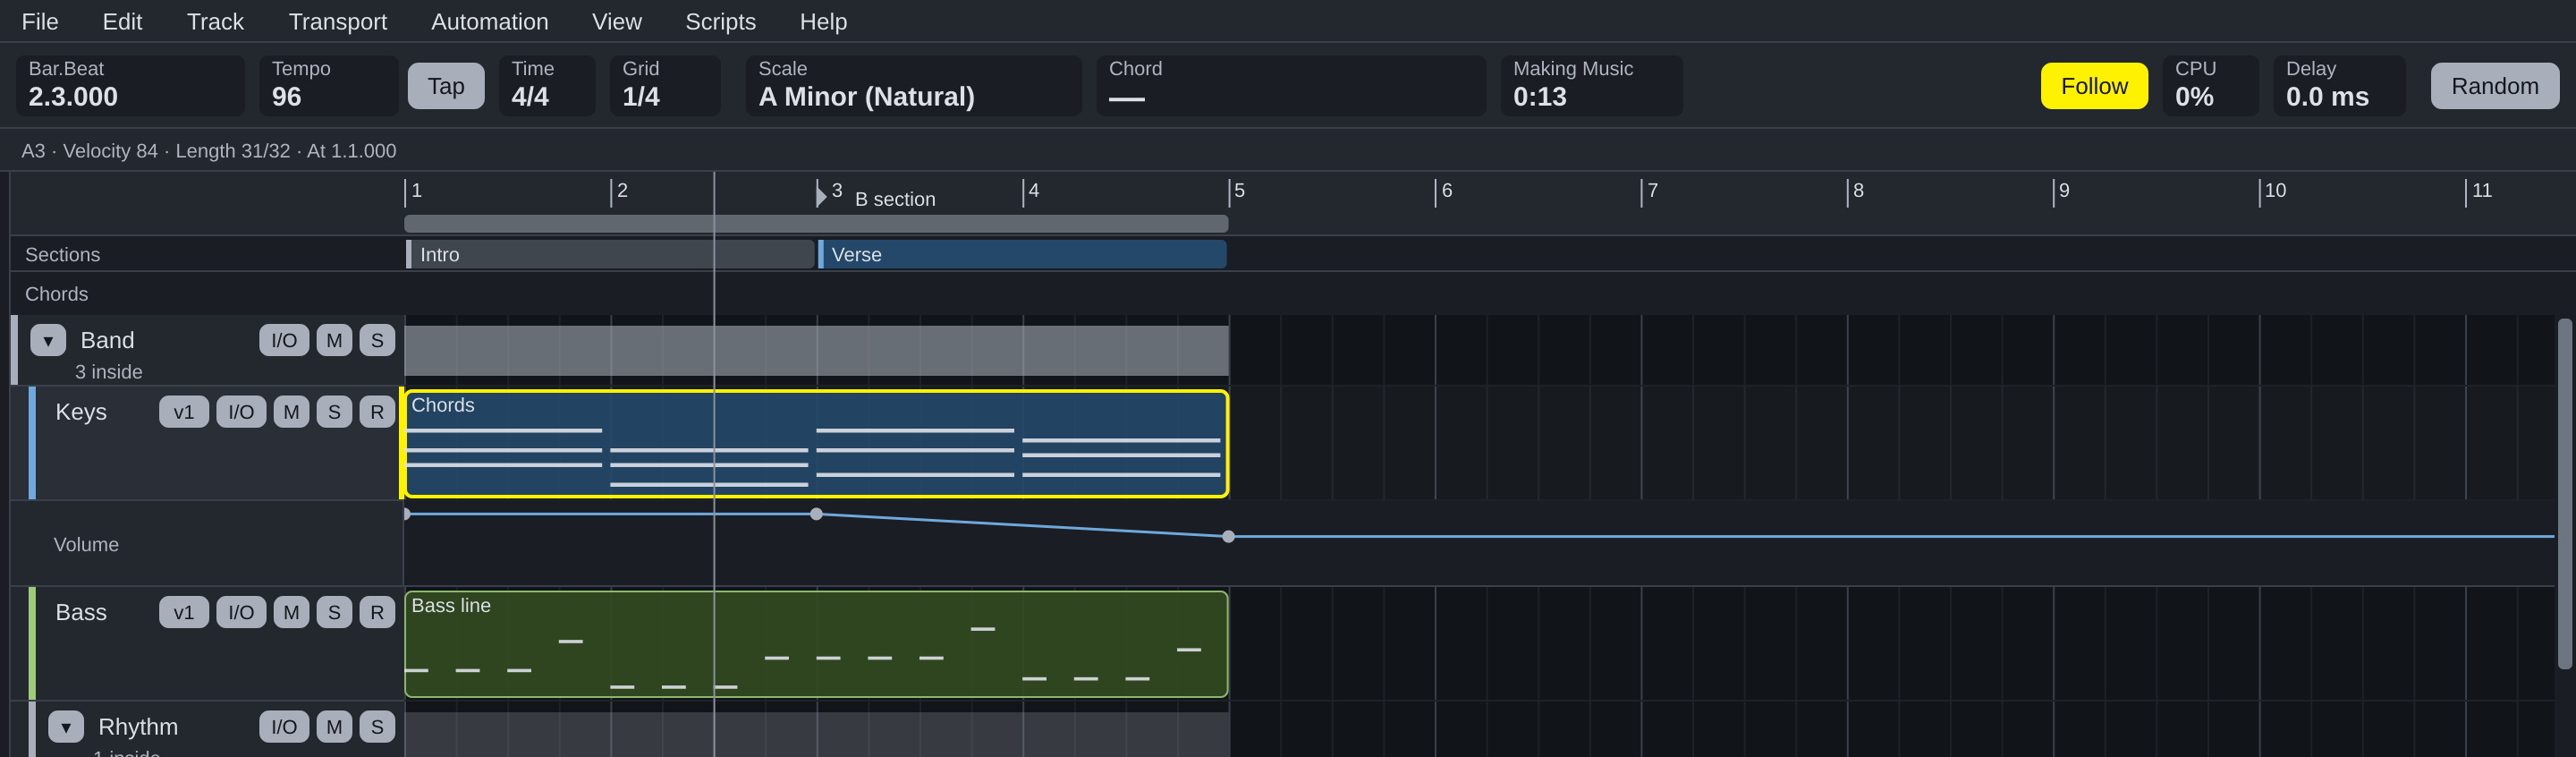 File Edit Track Transport Automation View Scripts Help
Bar.Beat Tempo Time Grid Scale Chord Making Music CPU Delay
2.3.000 96 Tap 4/4 1/4 A Minor (Natural) — 0:13 Follow 0% 0.0 ms Random
A3 · Velocity 84 · Length 31/32 · At 1.1.000
1 2 3 B section 4 5 6 7 8 9 10 11
Sections Intro Verse
Chords
Band I/O M S
3 inside
Keys v1 I/O M S R Chords
Volume
Bass v1 I/O M S R Bass line
Rhythm I/O M S
1 inside